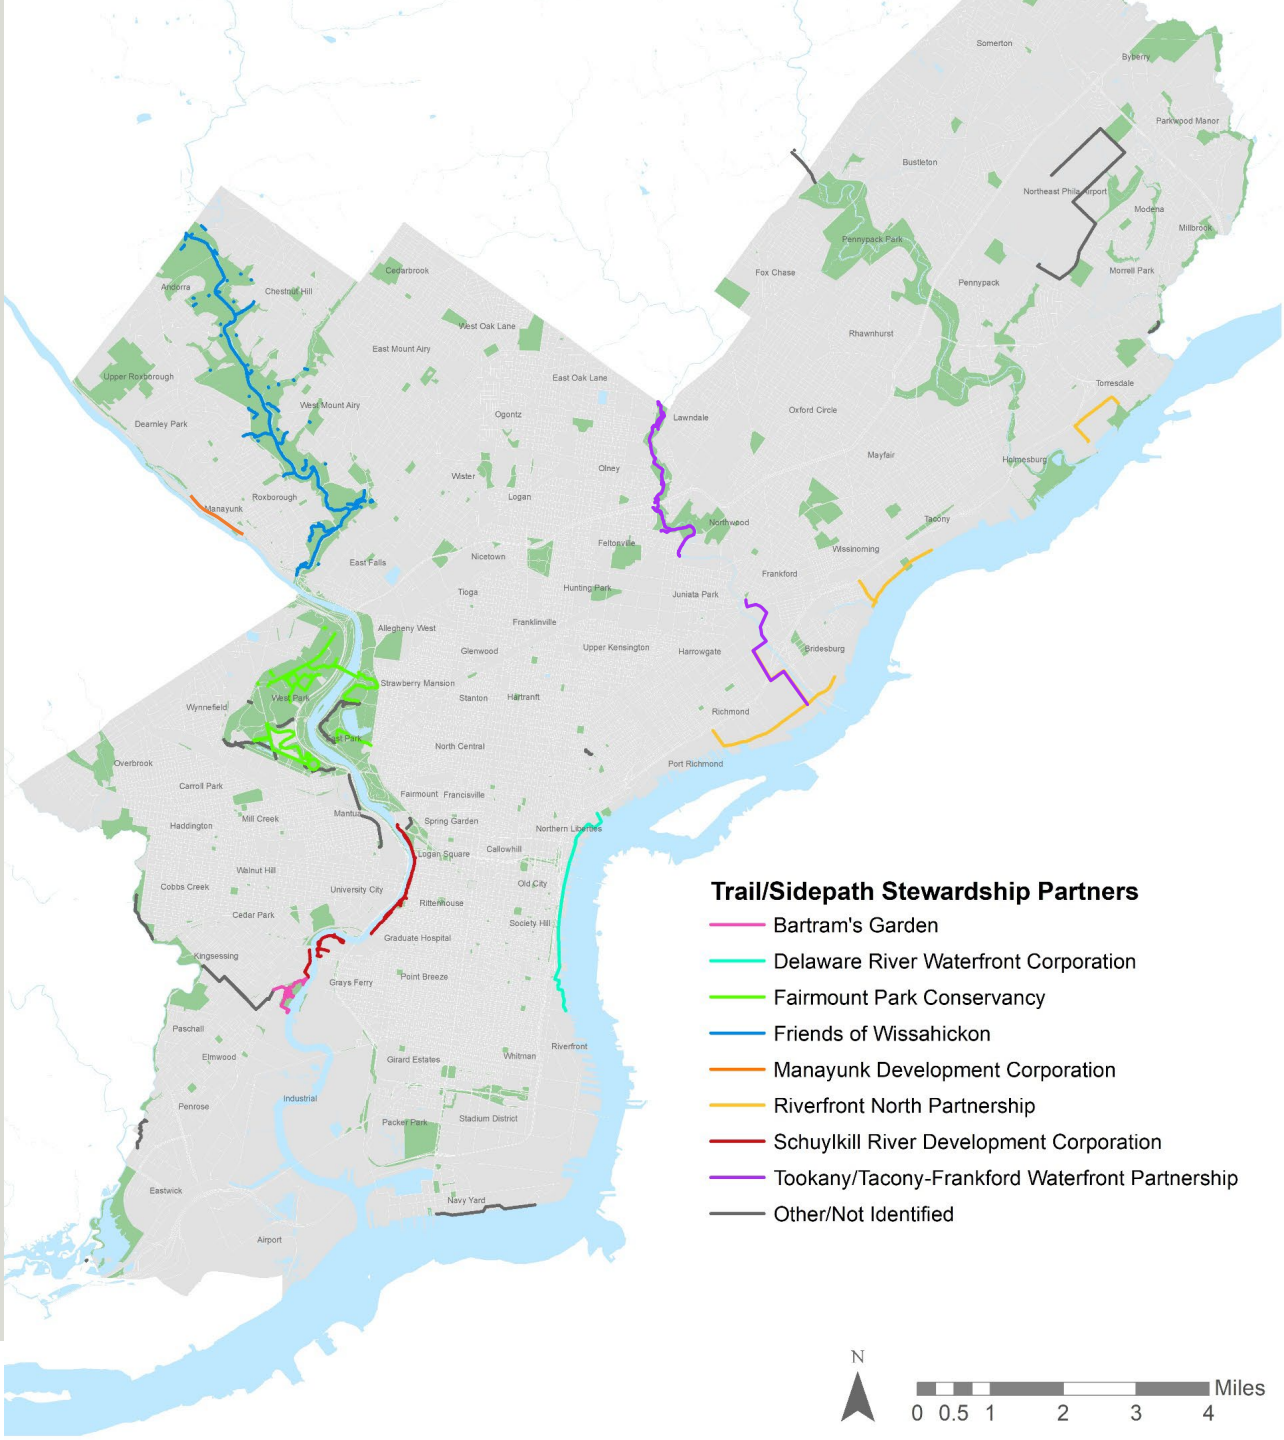 Somerton
Byberry
Parkwood Manor
Bustleton
Northeast Phila Airport
Modena
Millbrook
Pennypack Park
Morrell Park
Fox Chase
Pennypack
Cedarbrook
Andorra
Chestnut Hill
West Oak Lane
Rhawnhurst
East Mount Airy
Upper Roxborough
East Oak Lane
Torresdale
West Mount Airy
Ogontz
Lawndale
Oxford Circle
Dearnley Park
Mayfair
Holmesburg
Olney
Wister
Roxborough
Logan
Manayunk
Northwood
Tacony
Feltonville
Wissinoming
Nicetown
East Falls
Frankford
Tioga
Hunting Park
Juniata Park
Allegheny West
Franklinville
Glenwood
Upper Kensington
Harrowgate
Bridesburg
Strawberry Mansion
West Park
Stanton
Hartranft
Wynnefield
Richmond
East Park
North Central
Overbrook
Port Richmond
Carroll Park
Fairmount
Francisville
Mantua
Mill Creek
Haddington
Spring Garden
Northern Liberties
Logan Square
Callowhill
Walnut Hill
Cobbs Creek
University City
Old City
Rittenhouse
Cedar Park
Society Hill
Graduate Hospital
Kingsessing
Point Breeze
Grays Ferry
Paschall
Elmwood
Girard Estates
Whitman
Riverfront
Industrial
Penrose
Packer Park
Stadium District
Eastwick
Navy Yard
Airport
Trail/Sidepath Stewardship Partners
Bartram's Garden
Delaware River Waterfront Corporation
Fairmount Park Conservancy
Friends of Wissahickon
Manayunk Development Corporation
Riverfront North Partnership
Schuylkill River Development Corporation
Tookany/Tacony-Frankford Waterfront Partnership
Other/Not Identified
N
Miles
0 0.5 1 2 3 4